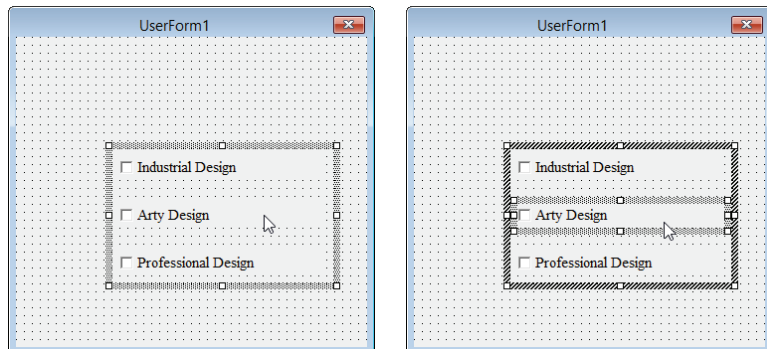 UserForm1
Industrial Design
Arty Design
Professional Design
UserForm1
Industrial Design
Arty Design
Professional Design